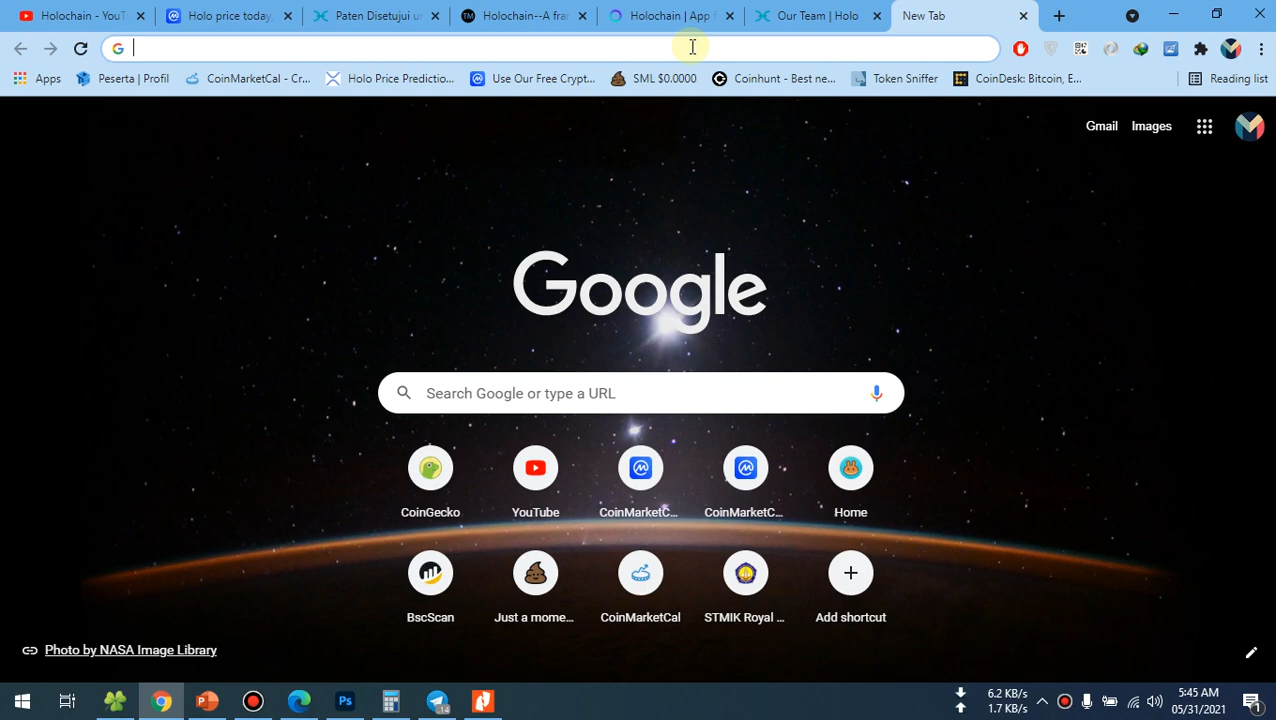 Holochain - YouT
Holo price today,
Paten Disetujui un
Holochain--A fran
Holochain | App f
Our Team | Holo
New Tab
Apps
Peserta | Profil
CoinMarketCal - Cr...
Holo Price Predictio...
Use Our Free Crypt...
SML $0.0000
Coinhunt - Best ne...
Token Sniffer
CoinDesk: Bitcoin, E...
Reading list
Gmail
Images
Google
Search Google or type a URL
CoinGecko
YouTube
CoinMarketC...
CoinMarketC...
Home
BscScan
Just a mome...
CoinMarketCal
STMIK Royal ...
Add shortcut
Photo by NASA Image Library
6.2 KB/s
1.7 KB/s
5:45 AM
05/31/2021